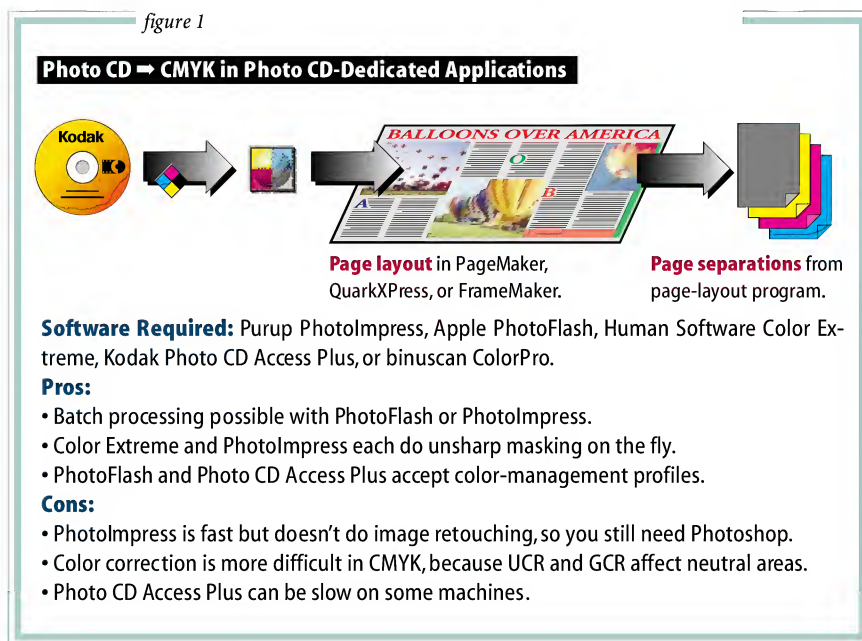 figure 1
Photo CD ➡ CMYK in Photo CD-Dedicated Applications
Kodak
BALLOONS OVER AMERICA
O
A
B
Page layout in PageMaker,
QuarkXPress, or FrameMaker.
Page separations from
page-layout program.
Software Required: Purup PhotoImpress, Apple PhotoFlash, Human Software Color Ex-
treme, Kodak Photo CD Access Plus, or binuscan ColorPro.
Pros:
• Batch processing possible with PhotoFlash or PhotoImpress.
• Color Extreme and PhotoImpress each do unsharp masking on the fly.
• PhotoFlash and Photo CD Access Plus accept color-management profiles.
Cons:
• PhotoImpress is fast but doesn't do image retouching, so you still need Photoshop.
• Color correction is more difficult in CMYK, because UCR and GCR affect neutral areas.
• Photo CD Access Plus can be slow on some machines.